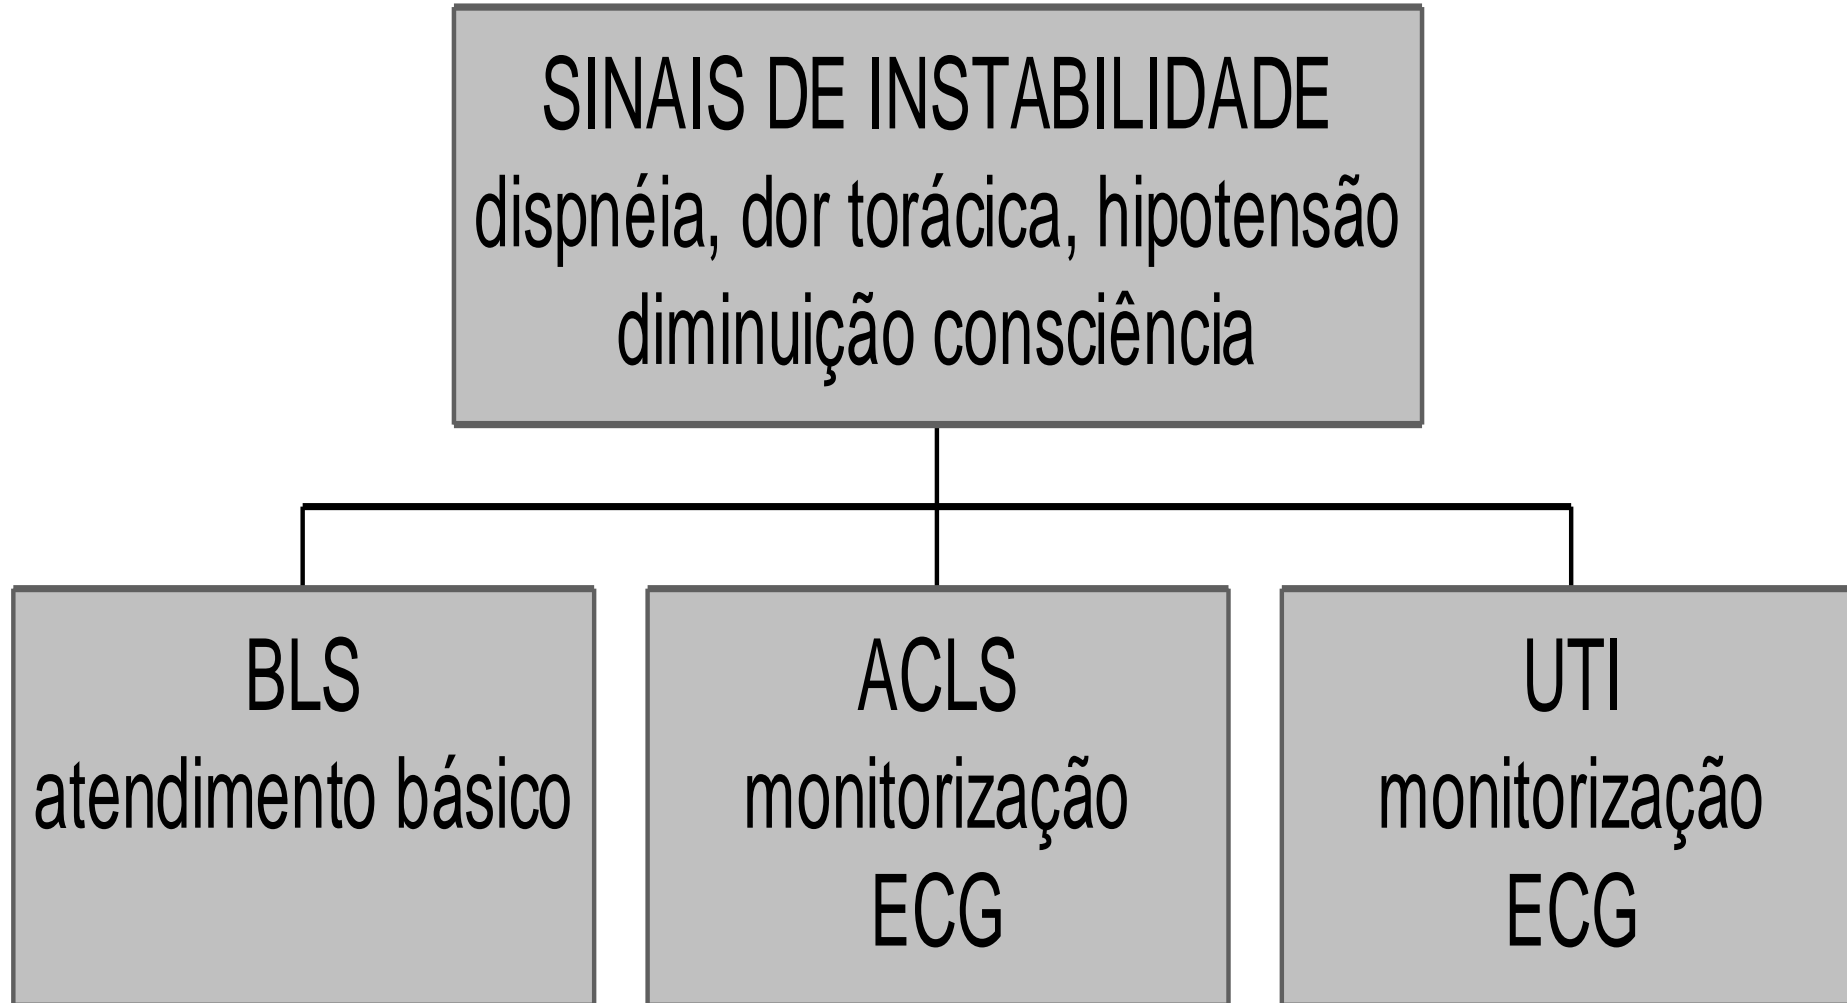 SINAIS DE INSTABILIDADE
dispnéia, dor torácica, hipotensão
diminuição consciência
BLS
atendimento básico
ACLS
monitorização
ECG
UTI
monitorização
ECG